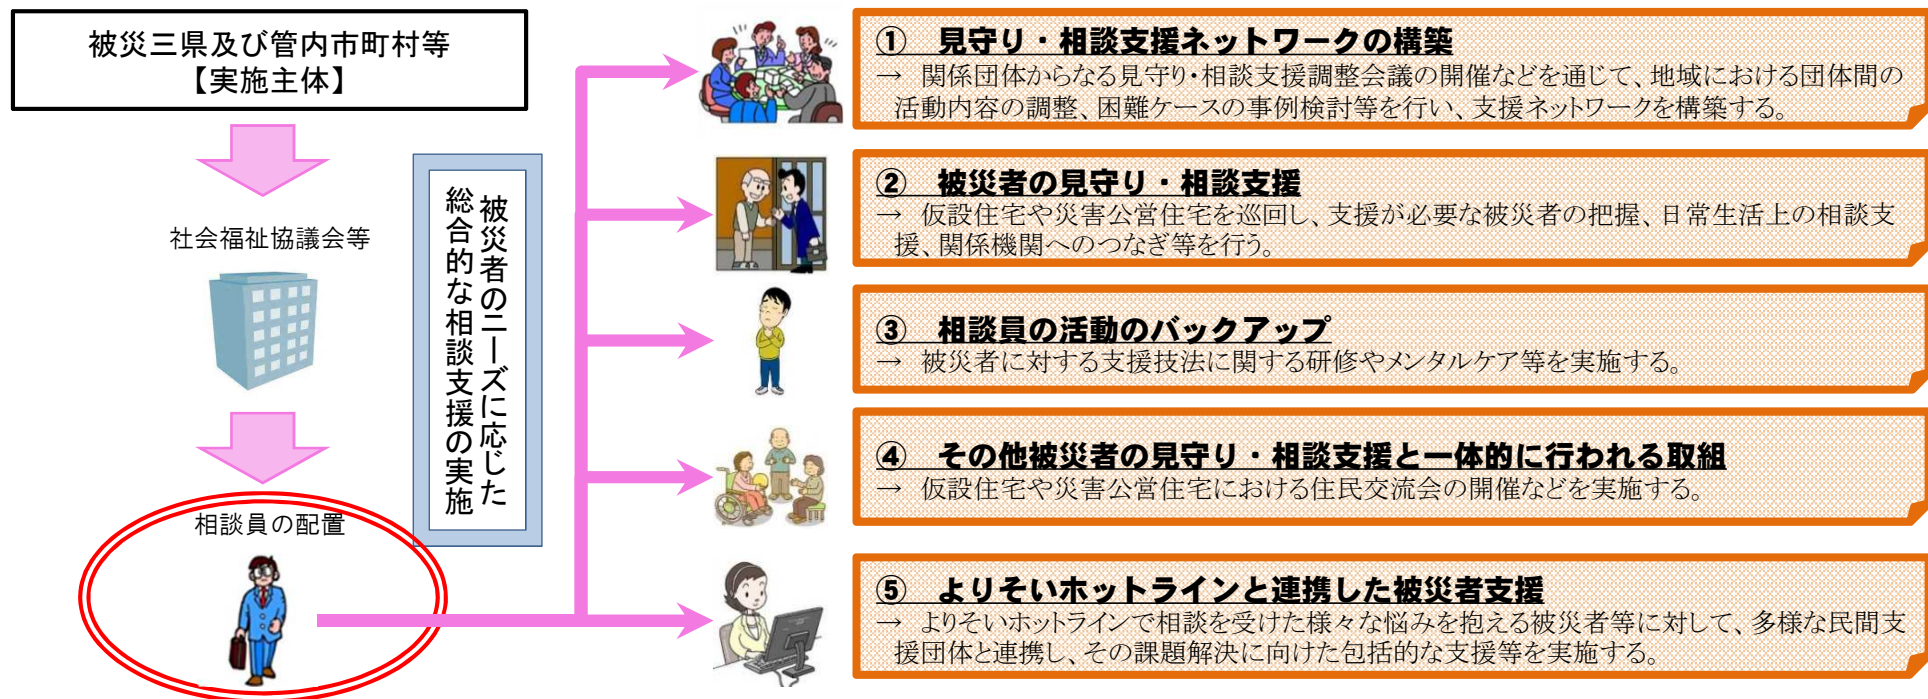 被災三県及び管内市町村等
【実施主体】
社会福祉協議会等
相談員の配置
被災者のニーズに応じた
総合的な相談支援の実施
① 見守り・相談支援ネットワークの構築
→ 関係団体からなる見守り・相談支援調整会議の開催などを通じて、地域における団体間の
活動内容の調整、困難ケースの事例検討等を行い、支援ネットワークを構築する。
② 被災者の見守り・相談支援
→ 仮設住宅や災害公営住宅を巡回し、支援が必要な被災者の把握、日常生活上の相談支
援、関係機関へのつなぎ等を行う。
③ 相談員の活動のバックアップ
→ 被災者に対する支援技法に関する研修やメンタルケア等を実施する。
④ その他被災者の見守り・相談支援と一体的に行われる取組
→ 仮設住宅や災害公営住宅における住民交流会の開催などを実施する。
⑤ よりそいホットラインと連携した被災者支援
→ よりそいホットラインで相談を受けた様々な悩みを抱える被災者等に対して、多様な民間支
援団体と連携し、その課題解決に向けた包括的な支援等を実施する。